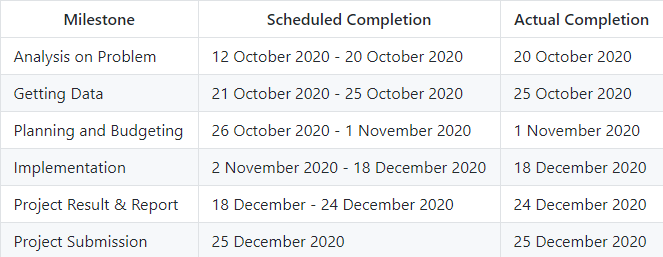 Milestone Scheduled Completion Actual Completion
Analysis on Problem 12 October 2020 - 20 October 2020 20 October 2020
Getting Data 21 October 2020 - 25 October 2020 25 October 2020
Planning and Budgeting 26 October 2020 - 1 November 2020 1 November 2020
Implementation 2 November 2020 - 18 December 2020 18 December 2020
Project Result & Report 18 December - 24 December 2020 24 December 2020
Project Submission 25 December 2020 25 December 2020